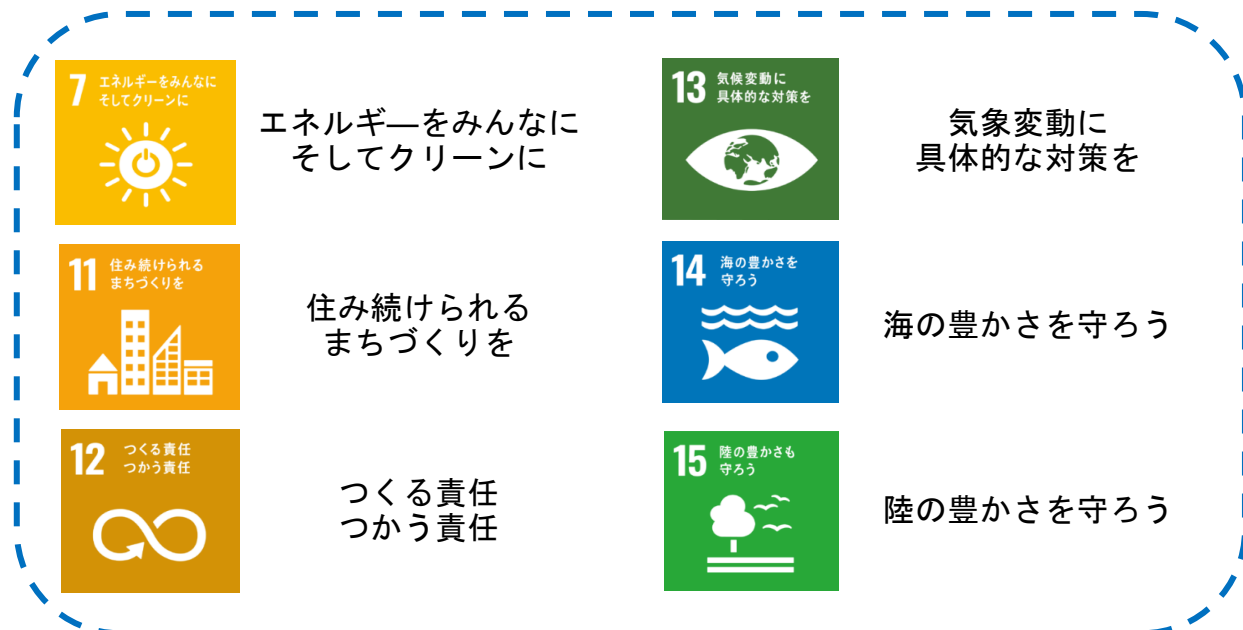 7 エネルギーをみんなに
そしてクリーンに
エネルギ―をみんなに
そしてクリーンに
13 気候変動に
具体的な対策を
気象変動に
具体的な対策を
11 住み続けられる
まちづくりを
住み続けられる
まちづくりを
14 海の豊かさを
守ろう
海の豊かさを守ろう
12 つくる責任
つかう責任
つくる責任
つかう責任
15 陸の豊かさも
守ろう
陸の豊かさを守ろう